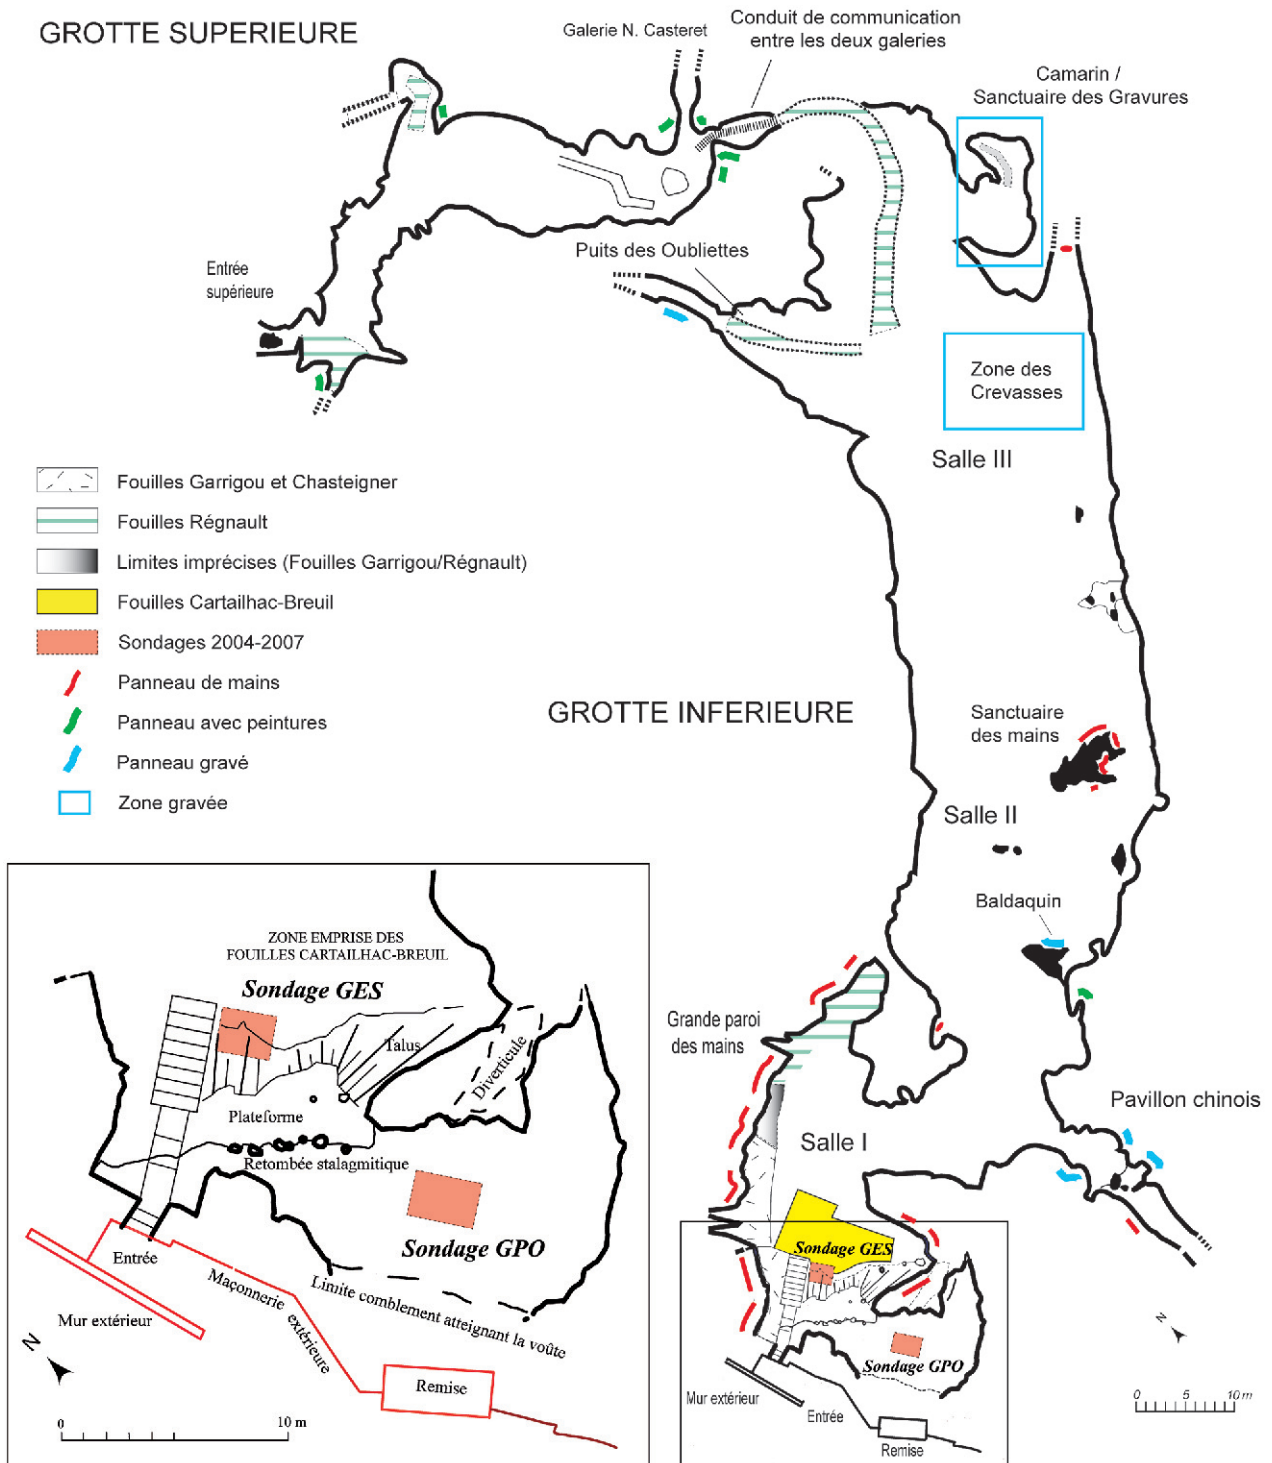 GROTTE SUPERIEURE
Galerie N. Casteret
Conduit de communication
entre les deux galeries
Camarin /
Sanctuaire des Gravures
Puits des Oubliettes
Entrée
supérieure
Zone des
Crevasses
Salle III
Fouilles Garrigou et Chasteigner
Fouilles Régnault
Limites imprécises (Fouilles Garrigou/Régnault)
Fouilles Cartailhac-Breuil
Sondages 2004-2007
Panneau de mains
Panneau avec peintures
Panneau gravé
Zone gravée
GROTTE INFERIEURE
Sanctuaire
des mains
Salle II
Baldaquin
Grande paroi
des mains
Pavillon chinois
Salle I
Sondage GES
Sondage GPO
Mur extérieur
Entrée
Remise
N
0 5 10 m
ZONE EMPRISE DES
FOUILLES CARTAILHAC-BREUIL
Sondage GES
Talus
Diverticule
Plateforme
Retombée stalagmitique
Sondage GPO
Entrée
Maçonnerie extérieure
Limite comblement atteignant la voûte
Mur extérieur
N
Remise
0 10 m